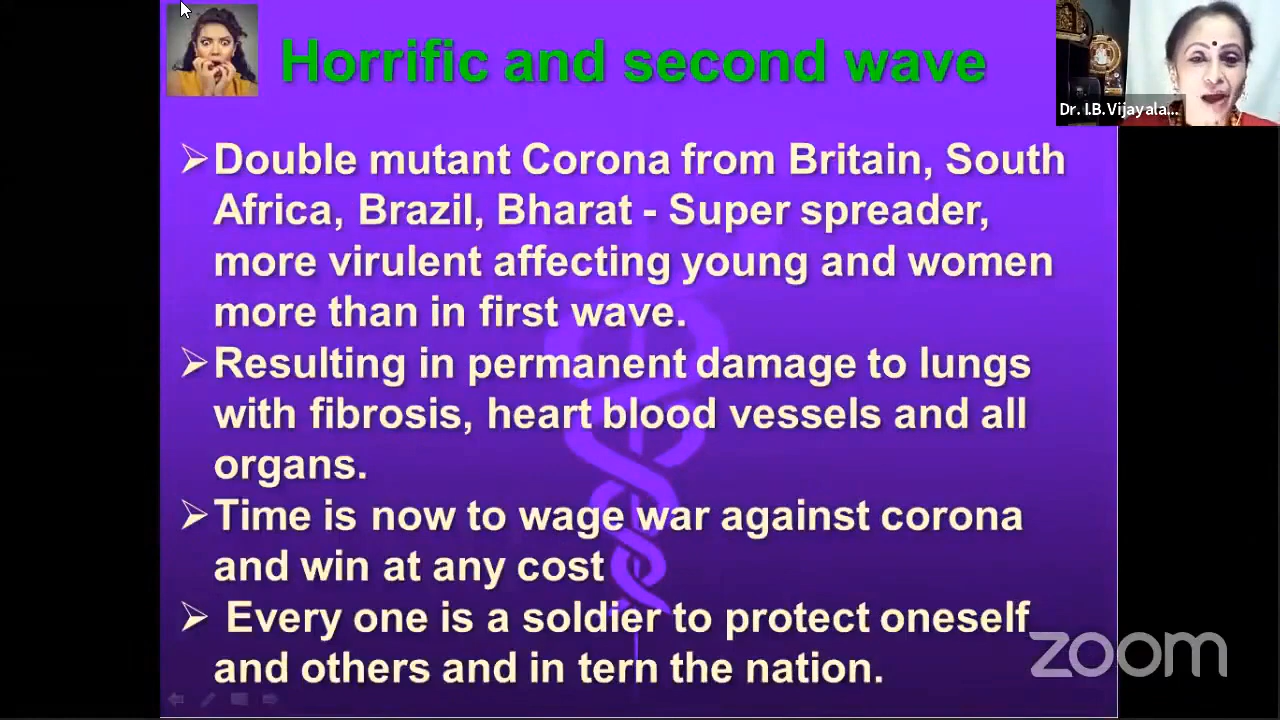 Horrific and second wave
Dr. I.B.Vijayala...
➢Double mutant Corona from Britain, South
Africa, Brazil, Bharat - Super spreader,
more virulent affecting young and women
more than in first wave.
➢Resulting in permanent damage to lungs
with fibrosis, heart blood vessels and all
organs.
➢Time is now to wage war against corona
and win at any cost
➢ Every one is a soldier to protect oneself
and others and in tern the nation.
zoom